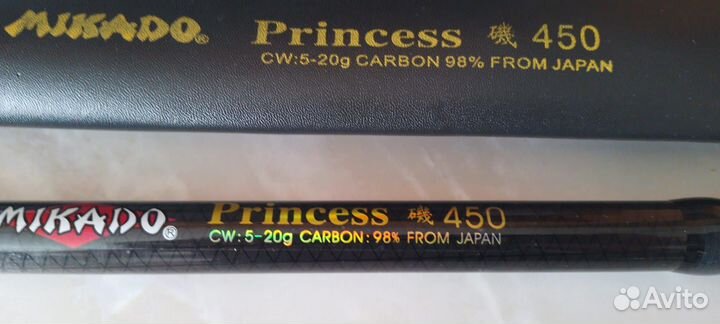 MIKADO® Princess 磯 450
CW:5-20g CARBON 98% FROM JAPAN
MIKADO® Princess 磯 450
CW: 5-20g CARBON: 98% FROM JAPAN
Avito